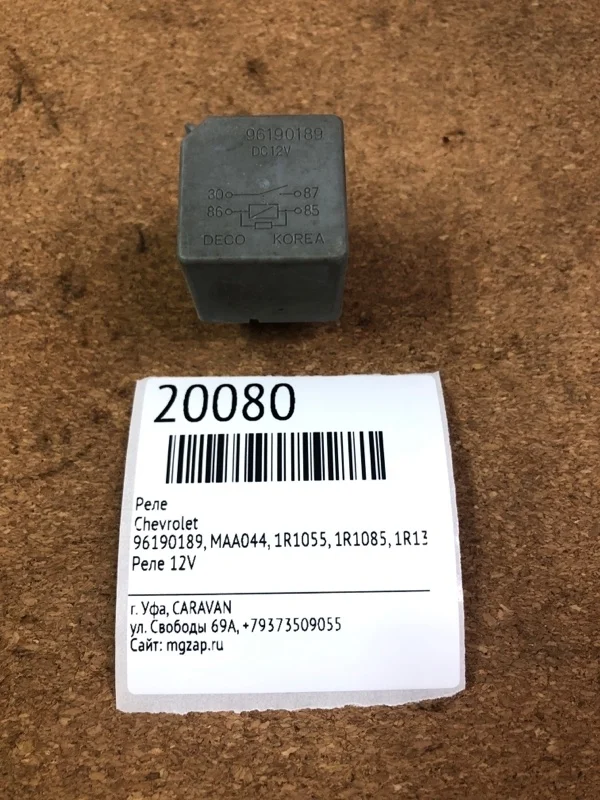 96190189
DC12V
30 87
86 85
DECO KOREA
20080
Реле
Chevrolet
96190189, MAA044, 1R1055, 1R1085, 1R13
Реле 12V
г. Уфа, CARAVAN
ул. Свободы 69А, +79373509055
Сайт: mgzap.ru